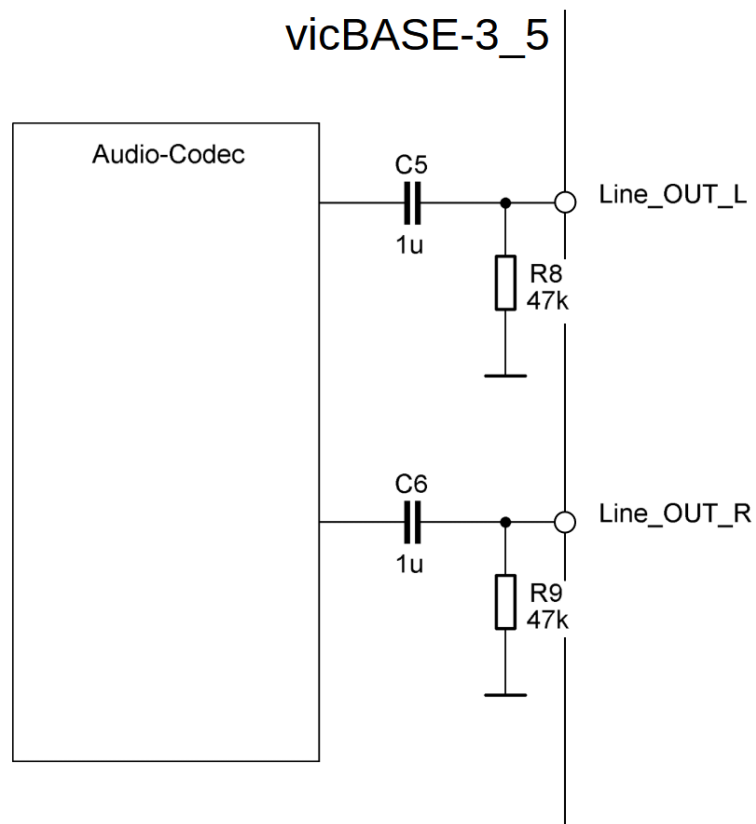 vicBASE-3_5
Audio-Codec
C5
1u
Line_OUT_L
R8
47k
C6
1u
Line_OUT_R
R9
47k